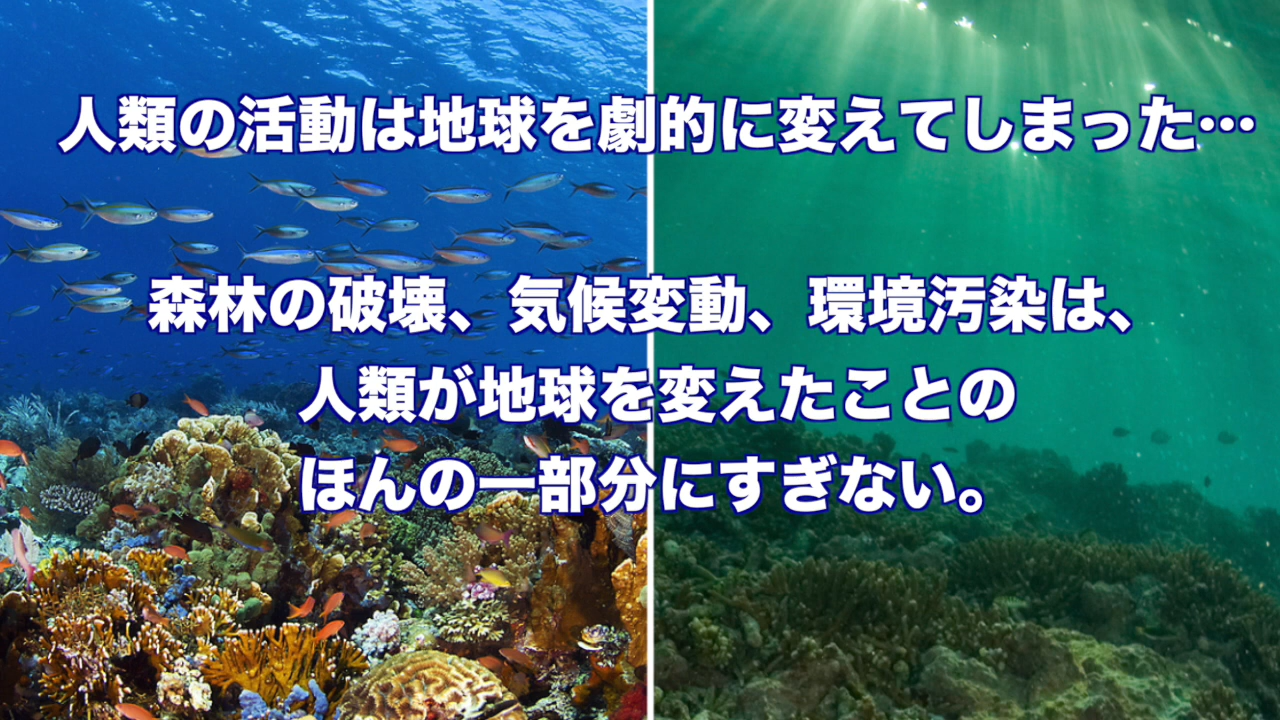 人類の活動は地球を劇的に変えてしまった…
森林の破壊、気候変動、環境汚染は、
人類が地球を変えたことの
ほんの一部分にすぎない。